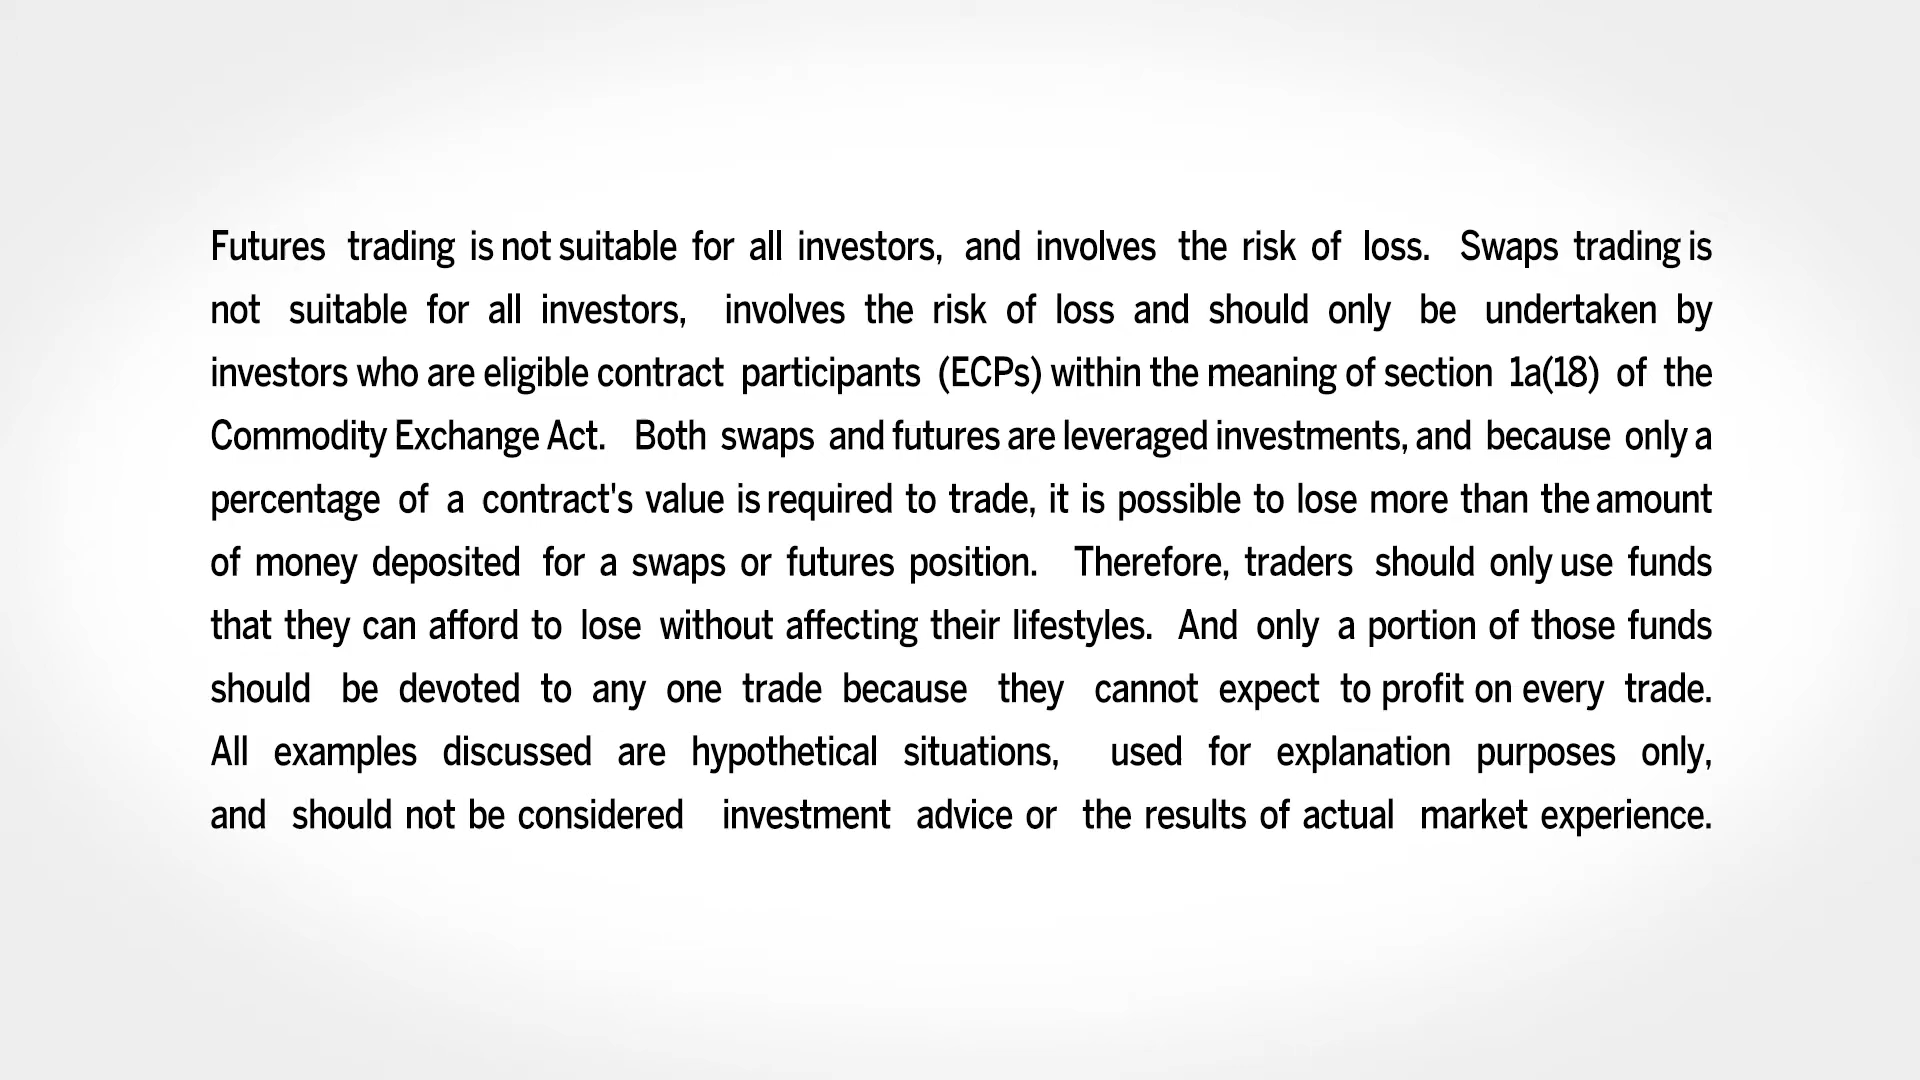 Futures trading is not suitable for all investors, and involves the risk of loss. Swaps trading is
not suitable for all investors, involves the risk of loss and should only be undertaken by
investors who are eligible contract participants (ECPs) within the meaning of section 1a(18) of the
Commodity Exchange Act. Both swaps and futures are leveraged investments, and because only a
percentage of a contract's value is required to trade, it is possible to lose more than the amount
of money deposited for a swaps or futures position. Therefore, traders should only use funds
that they can afford to lose without affecting their lifestyles. And only a portion of those funds
should be devoted to any one trade because they cannot expect to profit on every trade.
All examples discussed are hypothetical situations, used for explanation purposes only,
and should not be considered investment advice or the results of actual market experience.